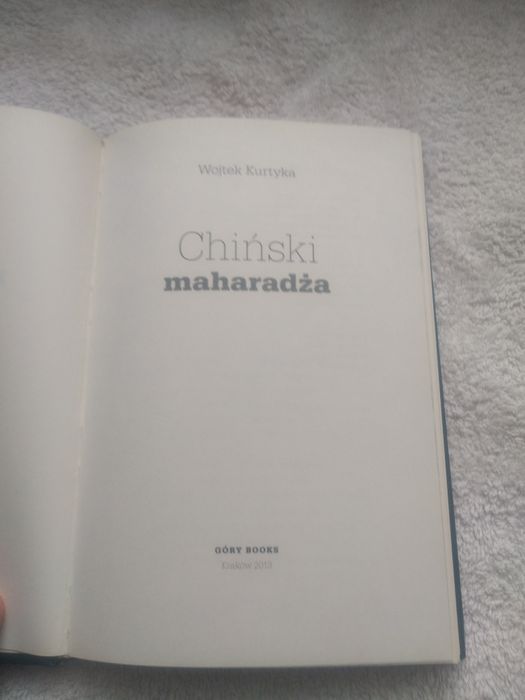 Wojtek Kurtyka
Chiński
maharadża
GÓRY BOOKS
Kraków 2013